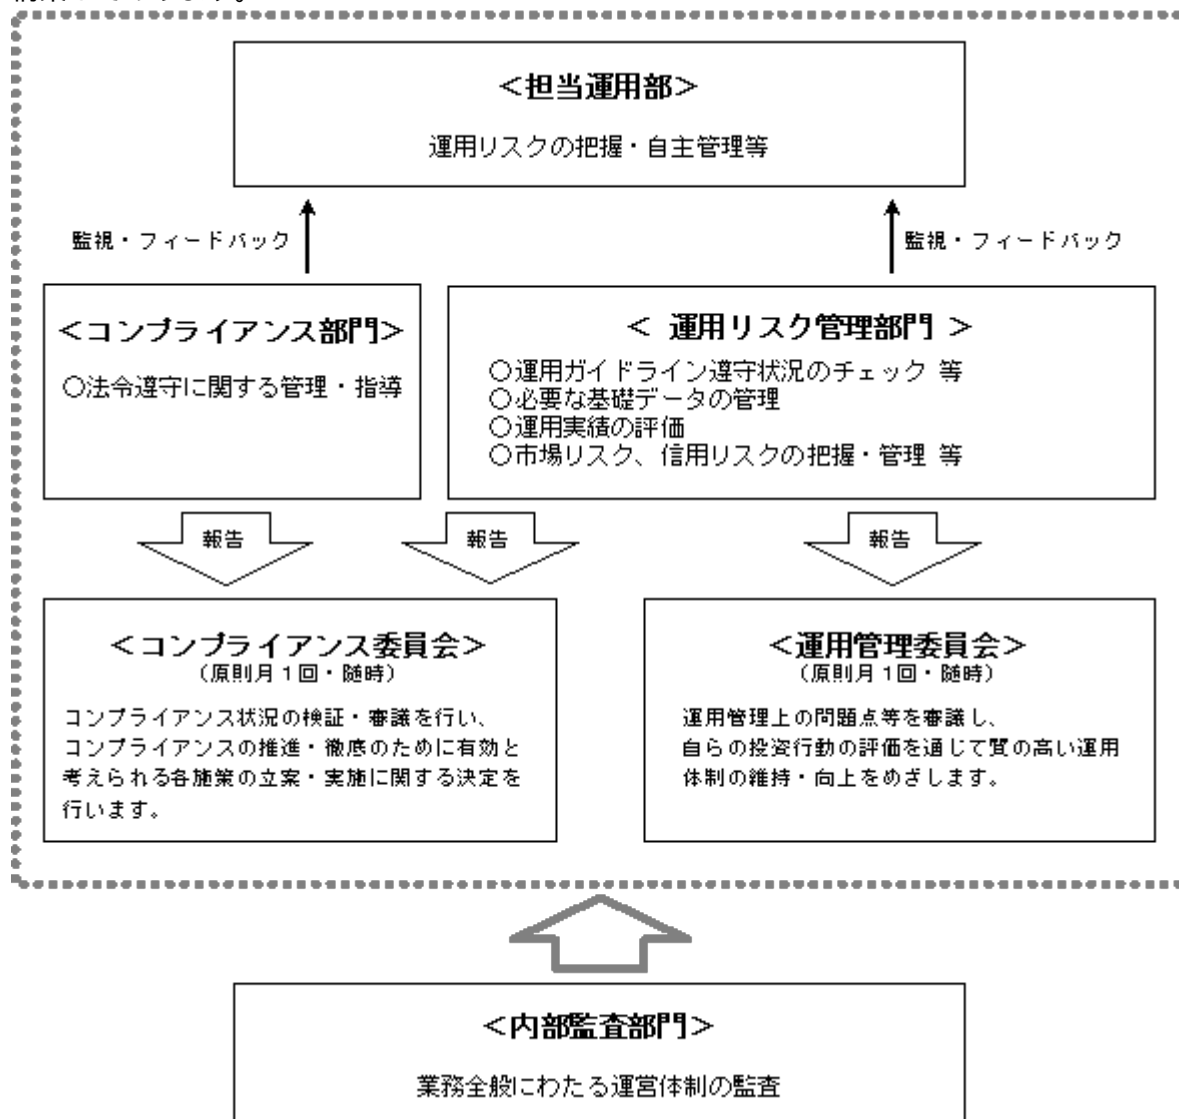 ＜担当運用部＞
運用リスクの把握・自主管理等
監視・フィードバック
監視・フィードバック
＜コンプライアンス部門＞
○法令遵守に関する管理・指導
＜ 運用リスク管理部門 ＞
○運用ガイドライン遵守状況のチェック 等
○必要な基礎データの管理
○運用実績の評価
○市場リスク、信用リスクの把握・管理 等
報告
報告
報告
＜コンプライアンス委員会＞
（原則月１回・随時）
コンプライアンス状況の検証・審議を行い、
コンプライアンスの推進・徹底のために有効と
考えられる各施策の立案・実施に関する決定を
行います。
＜運用管理委員会＞
（原則月１回・随時）
運用管理上の問題点等を審議し、
自らの投資行動の評価を通じて質の高い運用
体制の維持・向上をめざします。
＜内部監査部門＞
業務全般にわたる運営体制の監査